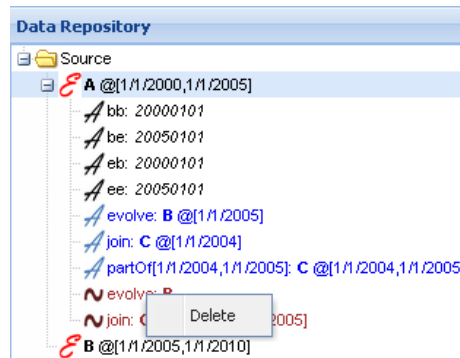 Data Repository
Source
A @[1/1/2000,1/1/2005]
bb: 20000101
be: 20050101
eb: 20000101
ee: 20050101
evolve: B @[1/1/2005]
join: C @[1/1/2004]
partOf[1/1/2004,1/1/2005]: C @[1/1/2004,1/1/2005
evolve: B
join: Delete 2005]
B @[1/1/2005,1/1/2010]